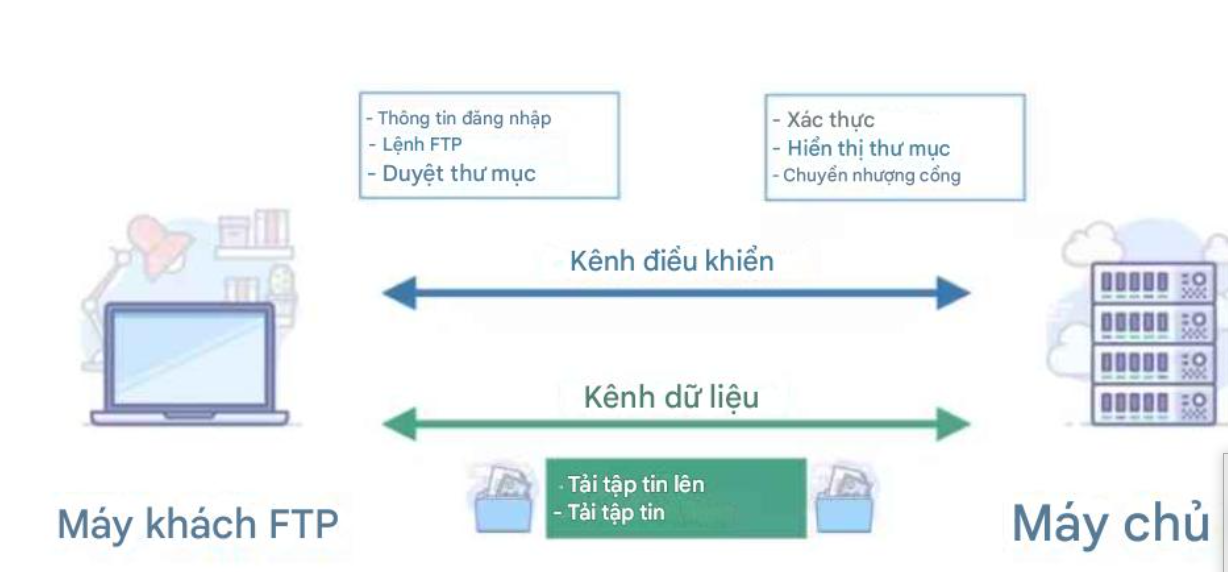 - Thông tin đăng nhập
- Lệnh FTP
- Duyệt thư mục
- Xác thực
- Hiển thị thư mục
- Chuyển nhượng cổng
Kênh điều khiển
Kênh dữ liệu
- Tải tập tin lên
- Tải tập tin
Máy khách FTP
Máy chủ